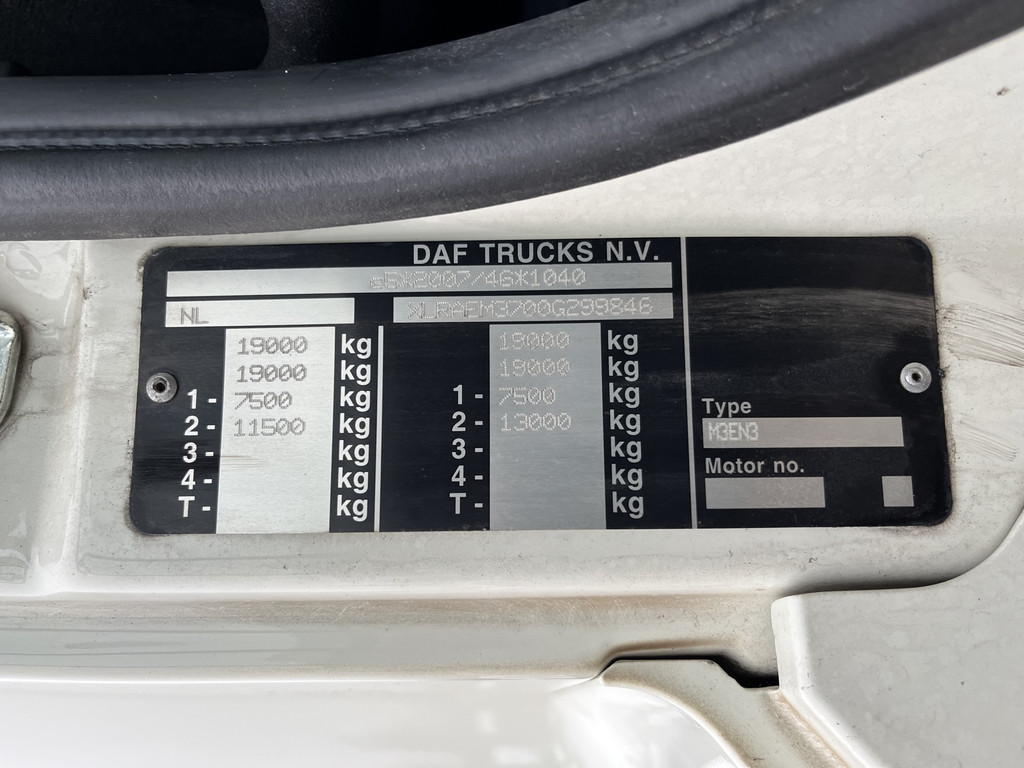 DAF TRUCKS N.V.
e5*2007/46*1040
NL XLRAEM3700G299846
19000 kg 19000 kg
19000 kg 19000 kg
1- 7500 kg 1- 7500 kg
2- 11500 kg 2- 13000 kg
3- kg 3- kg
4- kg 4- kg
T- kg T- kg
Type
M3EN3
Motor no.